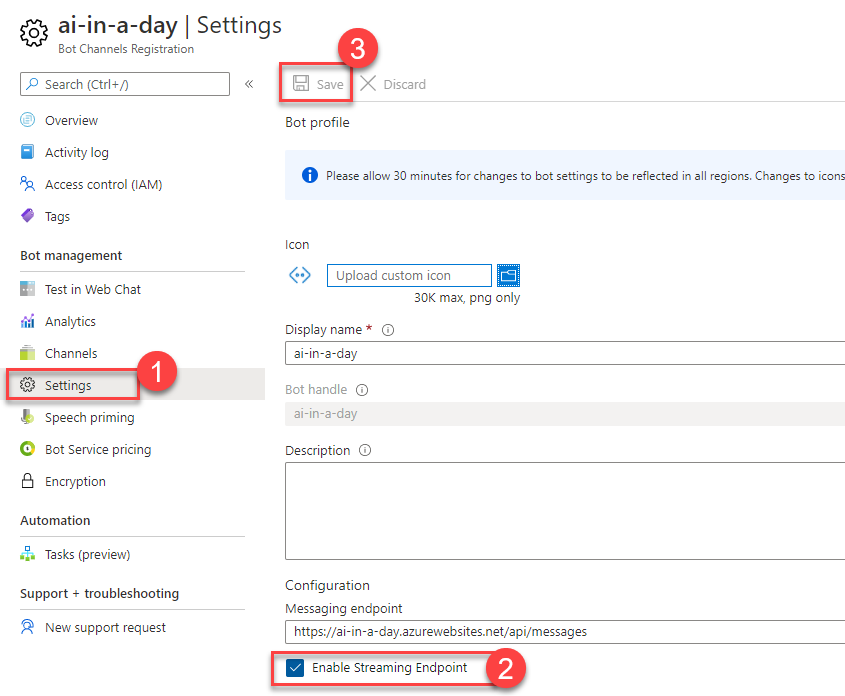 ai-in-a-day | Settings
Bot Channels Registration
3
Search (Ctrl+/)
«
Save
Discard
Overview
Activity log
Access control (IAM)
Tags
Bot management
Test in Web Chat
Analytics
Channels
Settings
1
Speech priming
Bot Service pricing
Encryption
Automation
Tasks (preview)
Support + troubleshooting
New support request
Bot profile
Please allow 30 minutes for changes to bot settings to be reflected in all regions. Changes to icons
Icon
Upload custom icon
30K max, png only
Display name *
ai-in-a-day
Bot handle
ai-in-a-day
Description
Configuration
Messaging endpoint
https://ai-in-a-day.azurewebsites.net/api/messages
Enable Streaming Endpoint
2